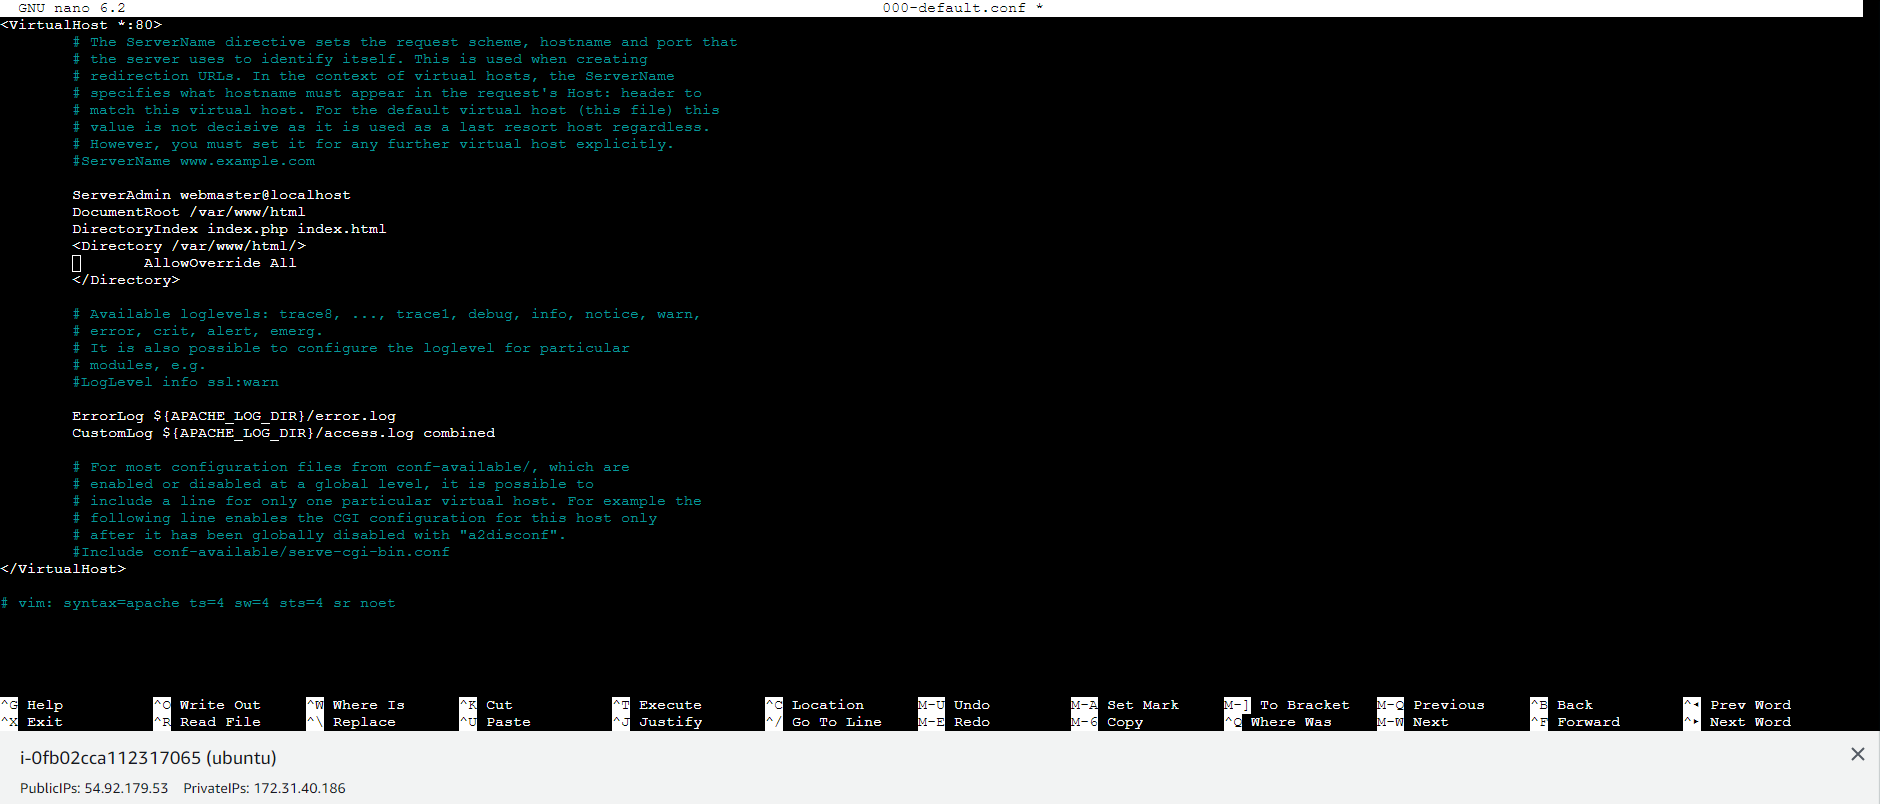 GNU nano 6.2 000-default.conf *
<VirtualHost *:80>
# The ServerName directive sets the request scheme, hostname and port that
# the server uses to identify itself. This is used when creating
# redirection URLs. In the context of virtual hosts, the ServerName
# specifies what hostname must appear in the request's Host: header to
# match this virtual host. For the default virtual host (this file) this
# value is not decisive as it is used as a last resort host regardless.
# However, you must set it for any further virtual host explicitly.
#ServerName www.example.com
ServerAdmin webmaster@localhost
DocumentRoot /var/www/html
DirectoryIndex index.php index.html
<Directory /var/www/html/>
AllowOverride All
</Directory>
# Available loglevels: trace8, ..., trace1, debug, info, notice, warn,
# error, crit, alert, emerg.
# It is also possible to configure the loglevel for particular
# modules, e.g.
#LogLevel info ssl:warn
ErrorLog ${APACHE_LOG_DIR}/error.log
CustomLog ${APACHE_LOG_DIR}/access.log combined
# For most configuration files from conf-available/, which are
# enabled or disabled at a global level, it is possible to
# include a line for only one particular virtual host. For example the
# following line enables the CGI configuration for this host only
# after it has been globally disabled with "a2disconf".
#Include conf-available/serve-cgi-bin.conf
</VirtualHost>
# vim: syntax=apache ts=4 sw=4 sts=4 sr noet
^G Help ^O Write Out ^W Where Is ^K Cut ^T Execute ^C Location M-U Undo M-A Set Mark M-] To Bracket M-Q Previous ^B Back ^◂ Prev Word
^X Exit ^R Read File ^\ Replace ^U Paste ^J Justify ^/ Go To Line M-E Redo M-6 Copy ^Q Where Was M-W Next ^F Forward ^▸ Next Word
i-0fb02cca112317065 (ubuntu)
PublicIPs: 54.92.179.53 PrivateIPs: 172.31.40.186